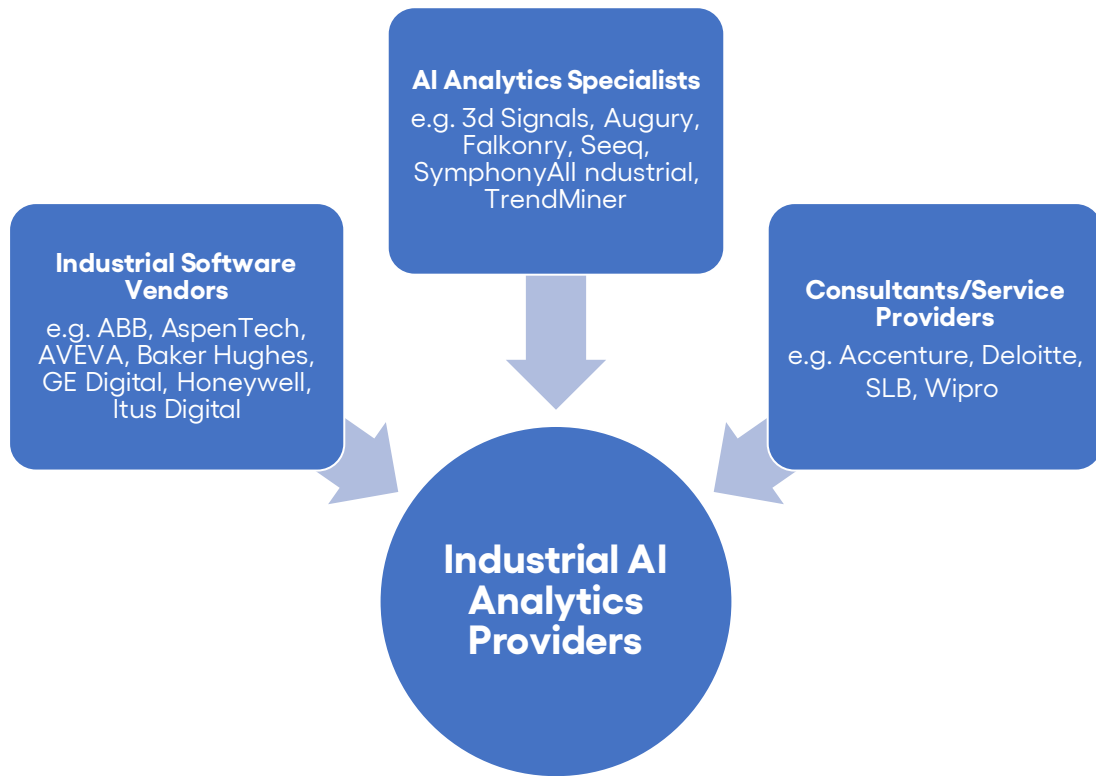 AI Analytics Specialists
e.g. 3d Signals, Augury,
Falkonry, Seeq,
SymphonyAII ndustrial,
TrendMiner
Industrial Software
Vendors
e.g. ABB, AspenTech,
AVEVA, Baker Hughes,
GE Digital, Honeywell,
Itus Digital
Consultants/Service
Providers
e.g. Accenture, Deloitte,
SLB, Wipro
Industrial AI
Analytics
Providers